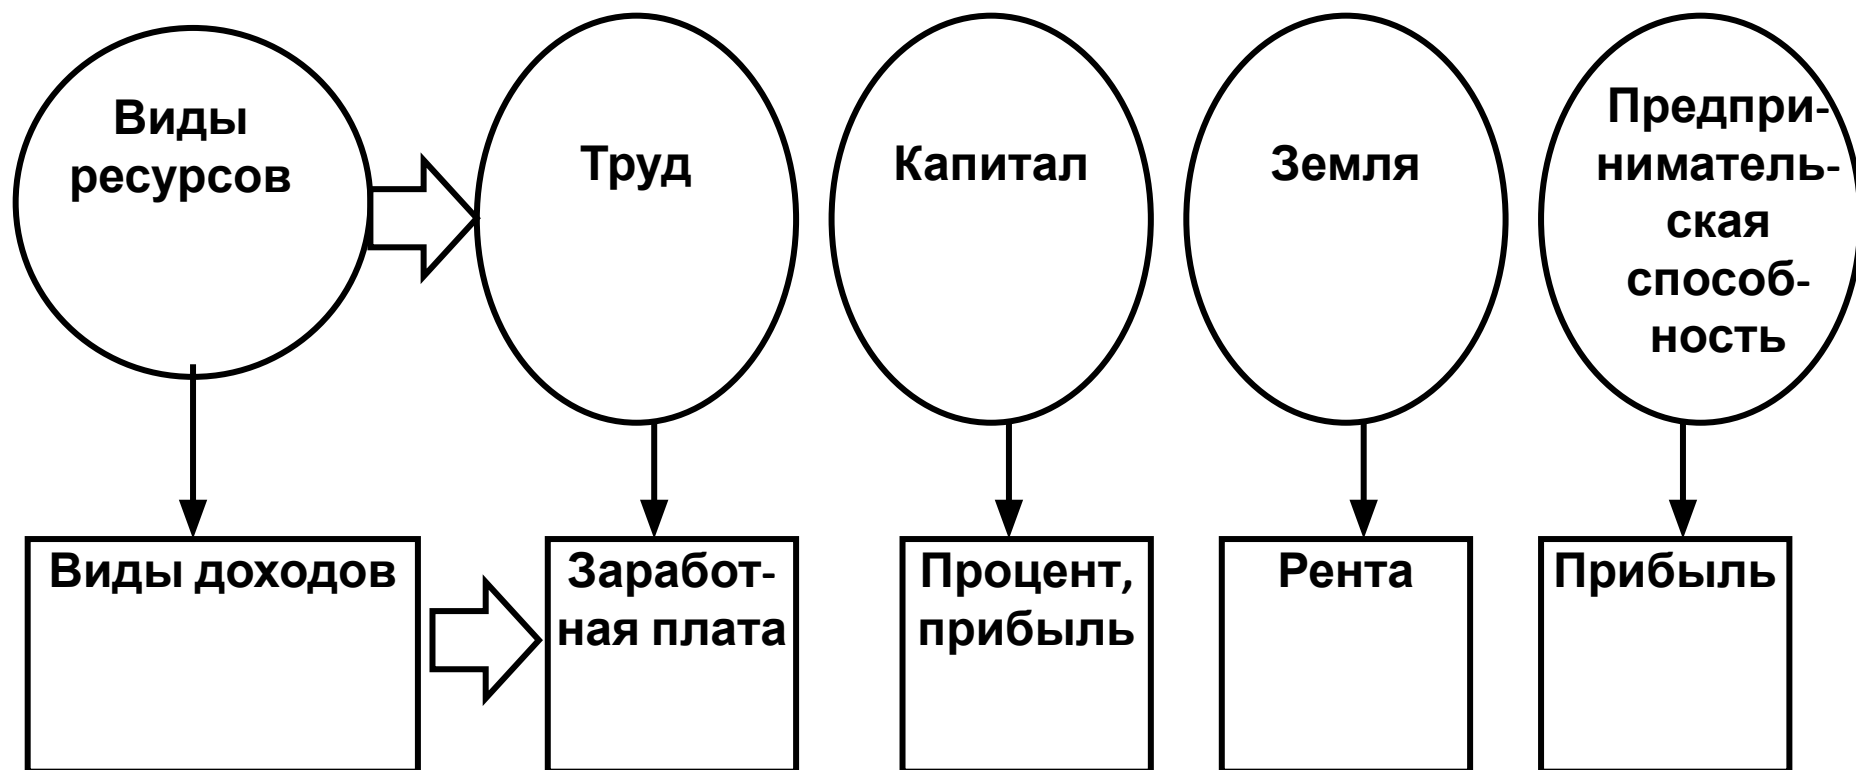 Виды
ресурсов
Труд
Капитал
Земля
Предпри-
ниматель-
ская
способ-
ность
Виды доходов
Заработ-
ная плата
Процент,
прибыль
Рента
Прибыль